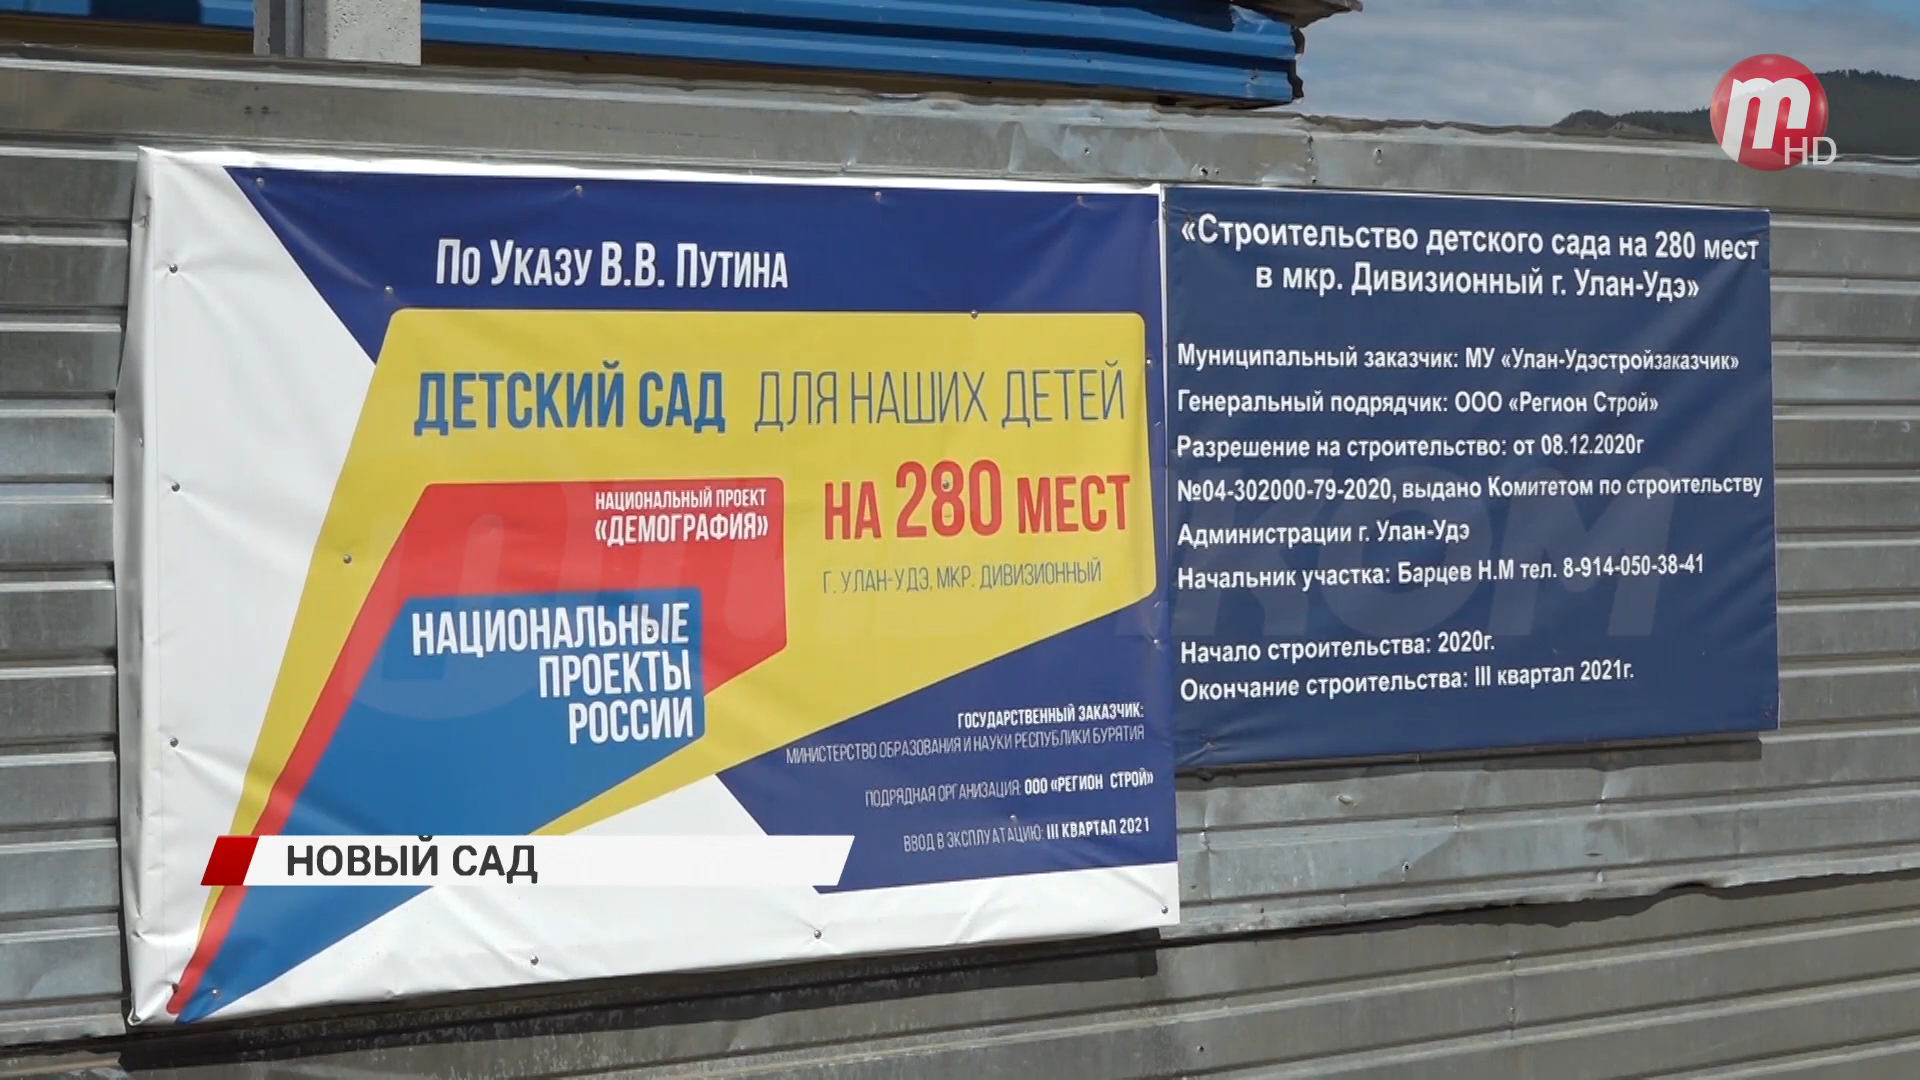 По Указу В.В. Путина
ДЕТСКИЙ САД ДЛЯ НАШИХ ДЕТЕЙ
НА 280 МЕСТ
Г. УЛАН-УДЭ, МКР. ДИВИЗИОННЫЙ
НАЦИОНАЛЬНЫЙ ПРОЕКТ
«ДЕМОГРАФИЯ»
НАЦИОНАЛЬНЫЕ
ПРОЕКТЫ
РОССИИ
ГОСУДАРСТВЕННЫЙ ЗАКАЗЧИК:
МИНИСТЕРСТВО ОБРАЗОВАНИЯ И НАУКИ РЕСПУБЛИКИ БУРЯТИЯ
ПОДРЯДНАЯ ОРГАНИЗАЦИЯ: ООО «РЕГИОН СТРОЙ»
ВВОД В ЭКСПЛУАТАЦИЮ: III КВАРТАЛ 2021
«Строительство детского сада на 280 мест
в мкр. Дивизионный г. Улан-Удэ»
Муниципальный заказчик: МУ «Улан-Удэстройзаказчик»
Генеральный подрядчик: ООО «Регион Строй»
Разрешение на строительство: от 08.12.2020г
№04-302000-79-2020, выдано Комитетом по строительству
Администрации г. Улан-Удэ
Начальник участка: Барцев Н.М тел. 8-914-050-38-41
Начало строительства: 2020г.
Окончание строительства: III квартал 2021г.
m HD
НОВЫЙ САД